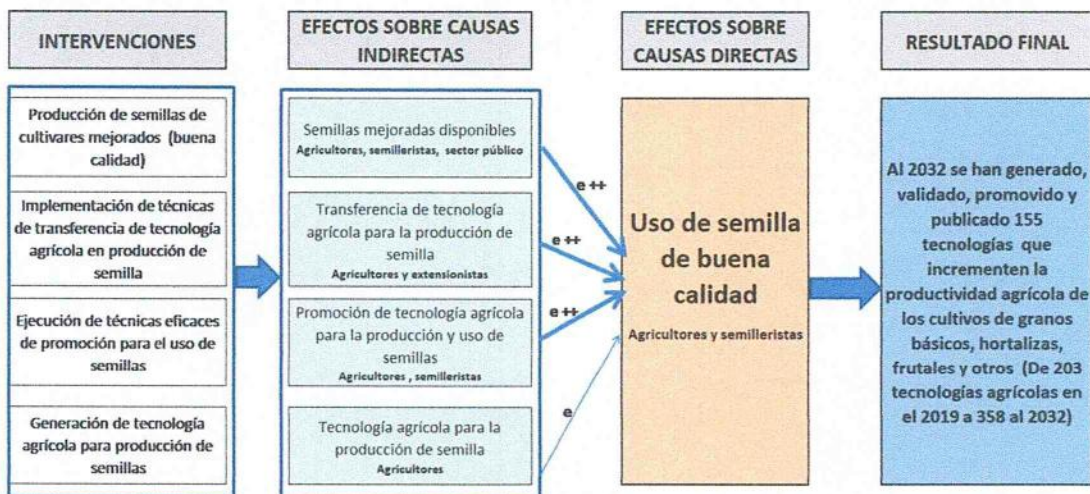 INTERVENCIONES
Producción de semillas de
cultivares mejorados (buena
calidad)
Implementación de técnicas
de transferencia de tecnología
agrícola en producción de
semilla
Ejecución de técnicas eficaces
de promoción para el uso de
semillas
Generación de tecnología
agrícola para producción de
semillas
EFECTOS SOBRE CAUSAS
INDIRECTAS
Semillas mejoradas disponibles
Agricultores, semilleristas, sector público
Transferencia de tecnología
agrícola para la producción de
semilla
Agricultores y extensionistas
Promoción de tecnología agrícola
para la producción y uso de
semillas
Agricultores , semilleristas
Tecnología agrícola para la
producción de semilla
Agricultores
e ++
e ++
e ++
e
EFECTOS SOBRE
CAUSAS DIRECTAS
Uso de semilla
de buena
calidad
Agricultores y semilleristas
RESULTADO FINAL
Al 2032 se han generado,
validado, promovido y
publicado 155
tecnologías que
incrementen la
productividad agrícola de
los cultivos de granos
básicos, hortalizas,
frutales y otros (De 203
tecnologías agrícolas en
el 2019 a 358 al 2032)